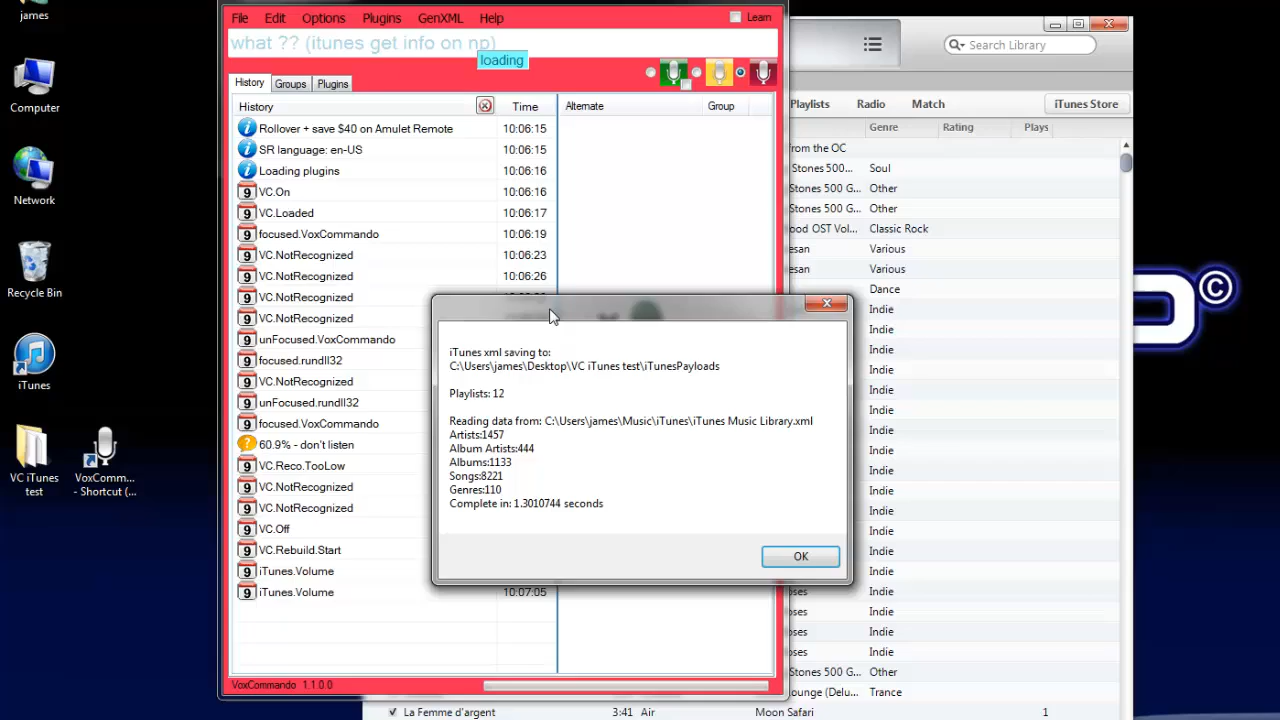 james
Computer
Network
Recycle Bin
iTunes
VC iTunes test
VoxComm... - Shortcut (...
File Edit Options Plugins GenXML Help Learn
what ?? (itunes get info on np)
loading
History Groups Plugins
History Time Alternate Group
Rollover + save $40 on Amulet Remote 10:06:15
SR language: en-US 10:06:15
Loading plugins 10:06:16
VC.On 10:06:16
VC.Loaded 10:06:17
focused.VoxCommando 10:06:19
VC.NotRecognized 10:06:23
VC.NotRecognized 10:06:26
VC.NotRecognized
VC.NotRecognized
unFocused.VoxCommando
focused.rundll32
VC.NotRecognized
unFocused.rundll32
focused.VoxCommando
60.9% - don't listen
VC.Reco.TooLow
VC.NotRecognized
VC.NotRecognized
VC.Off
VC.Rebuild.Start
iTunes.Volume
iTunes.Volume 10:07:05
VoxCommando 1.1.0.0
iTunes xml saving to:
C:\Users\james\Desktop\VC iTunes test\iTunesPayloads
Playlists: 12
Reading data from: C:\Users\james\Music\iTunes\iTunes Music Library.xml
Artists:1457
Album Artists:444
Albums:1133
Songs:8221
Genres:110
Complete in: 1.3010744 seconds
OK
Search Library
Playlists Radio Match iTunes Store
Genre Rating Plays
from the OC
Stones 500... Soul
Stones 500 G... Other
Stones 500 G... Other
ood OST Vol... Classic Rock
esan Various
esan Various
Dance
Indie
Indie
Indie
Indie
Indie
Indie
Indie
Indie
Indie
Indie
Indie
Indie
Indie
Indie
oses Indie
oses Indie
oses Indie
oses Indie
Stones 500 G... Other
ounge (Delu... Trance
La Femme d'argent 3:41 Air Moon Safari 1
©